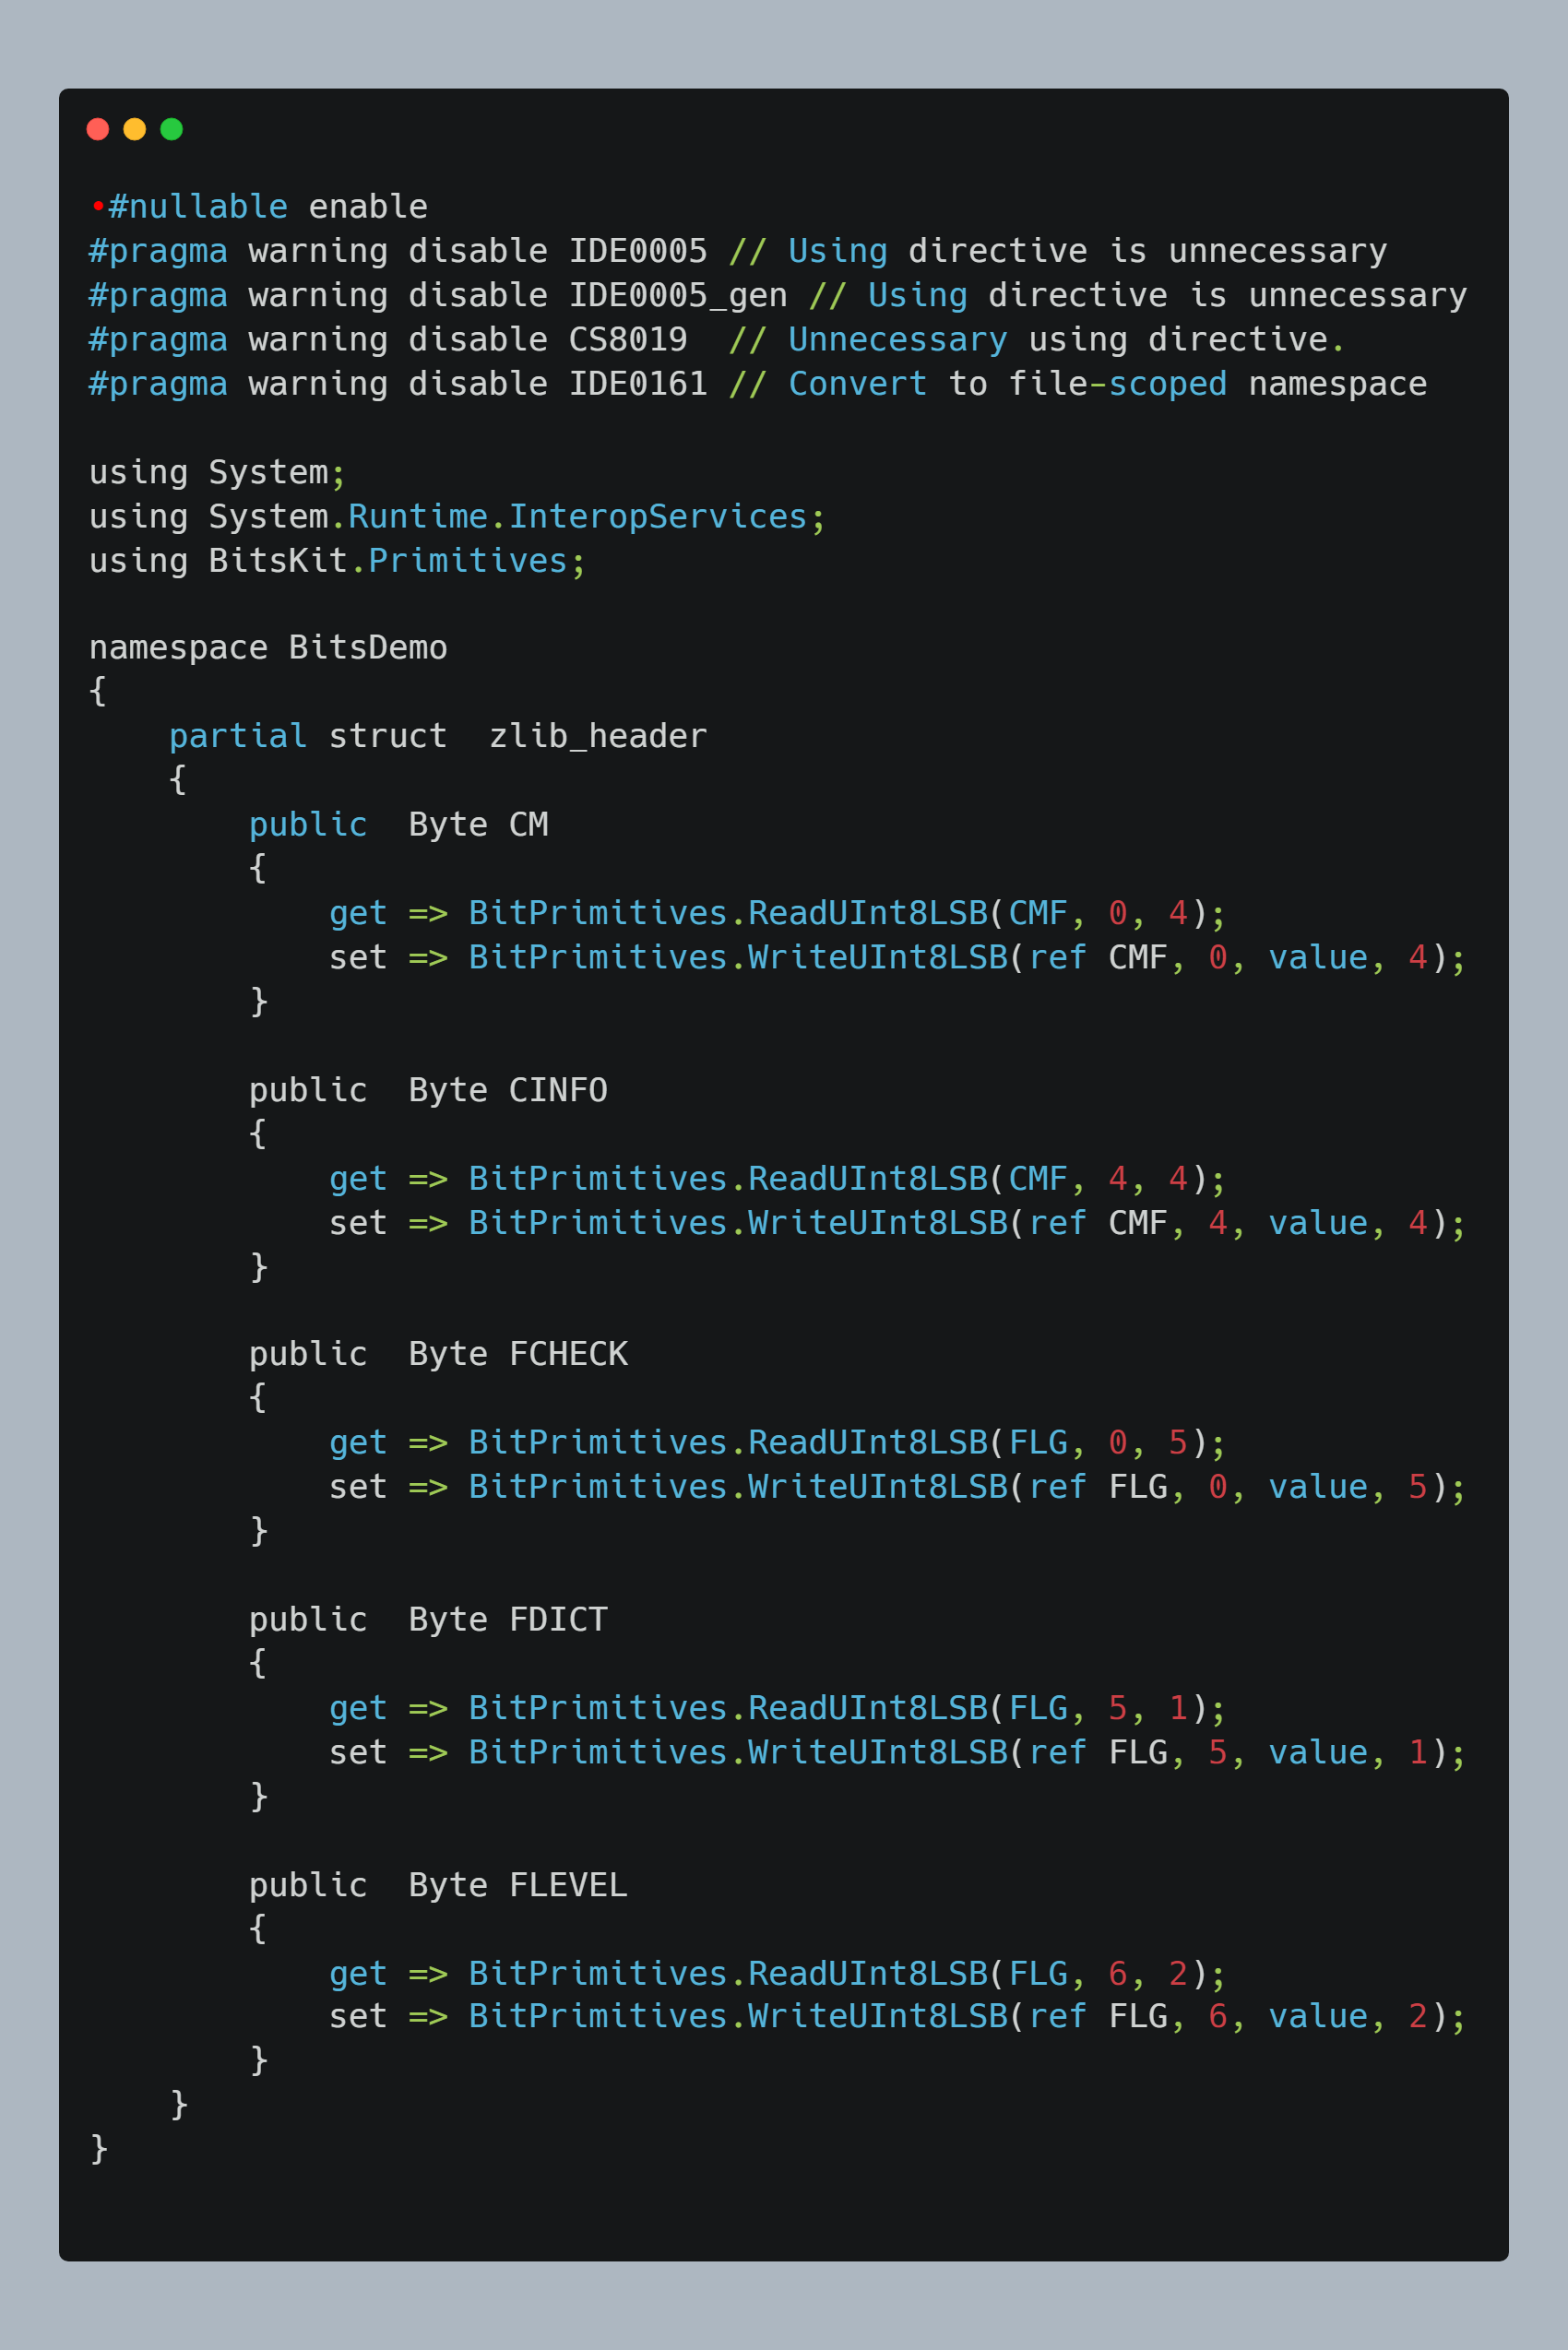 •#nullable enable
#pragma warning disable IDE0005 // Using directive is unnecessary
#pragma warning disable IDE0005_gen // Using directive is unnecessary
#pragma warning disable CS8019  // Unnecessary using directive.
#pragma warning disable IDE0161 // Convert to file-scoped namespace

using System;
using System.Runtime.InteropServices;
using BitsKit.Primitives;

namespace BitsDemo
{
    partial struct  zlib_header
    {
        public  Byte CM
        {
            get => BitPrimitives.ReadUInt8LSB(CMF, 0, 4);
            set => BitPrimitives.WriteUInt8LSB(ref CMF, 0, value, 4);
        }

        public  Byte CINFO
        {
            get => BitPrimitives.ReadUInt8LSB(CMF, 4, 4);
            set => BitPrimitives.WriteUInt8LSB(ref CMF, 4, value, 4);
        }

        public  Byte FCHECK
        {
            get => BitPrimitives.ReadUInt8LSB(FLG, 0, 5);
            set => BitPrimitives.WriteUInt8LSB(ref FLG, 0, value, 5);
        }

        public  Byte FDICT
        {
            get => BitPrimitives.ReadUInt8LSB(FLG, 5, 1);
            set => BitPrimitives.WriteUInt8LSB(ref FLG, 5, value, 1);
        }

        public  Byte FLEVEL
        {
            get => BitPrimitives.ReadUInt8LSB(FLG, 6, 2);
            set => BitPrimitives.WriteUInt8LSB(ref FLG, 6, value, 2);
        }
    }
}